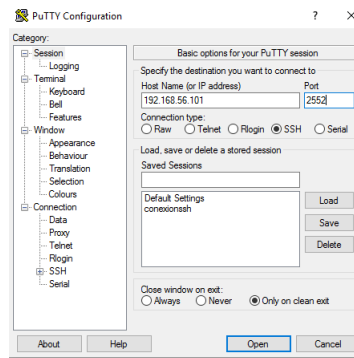 PuTTY Configuration ? ×
Category:
Session
Logging
Terminal
Keyboard
Bell
Features
Window
Appearance
Behaviour
Translation
Selection
Colours
Connection
Data
Proxy
Telnet
Rlogin
SSH
Serial
Basic options for your PuTTY session
Specify the destination you want to connect to
Host Name (or IP address) Port
192.168.56.101 2552
Connection type:
Raw Telnet Rlogin SSH Serial
Load, save or delete a stored session
Saved Sessions
Default Settings
conexionssh
Load
Save
Delete
Close window on exit:
Always Never Only on clean exit
About Help Open Cancel